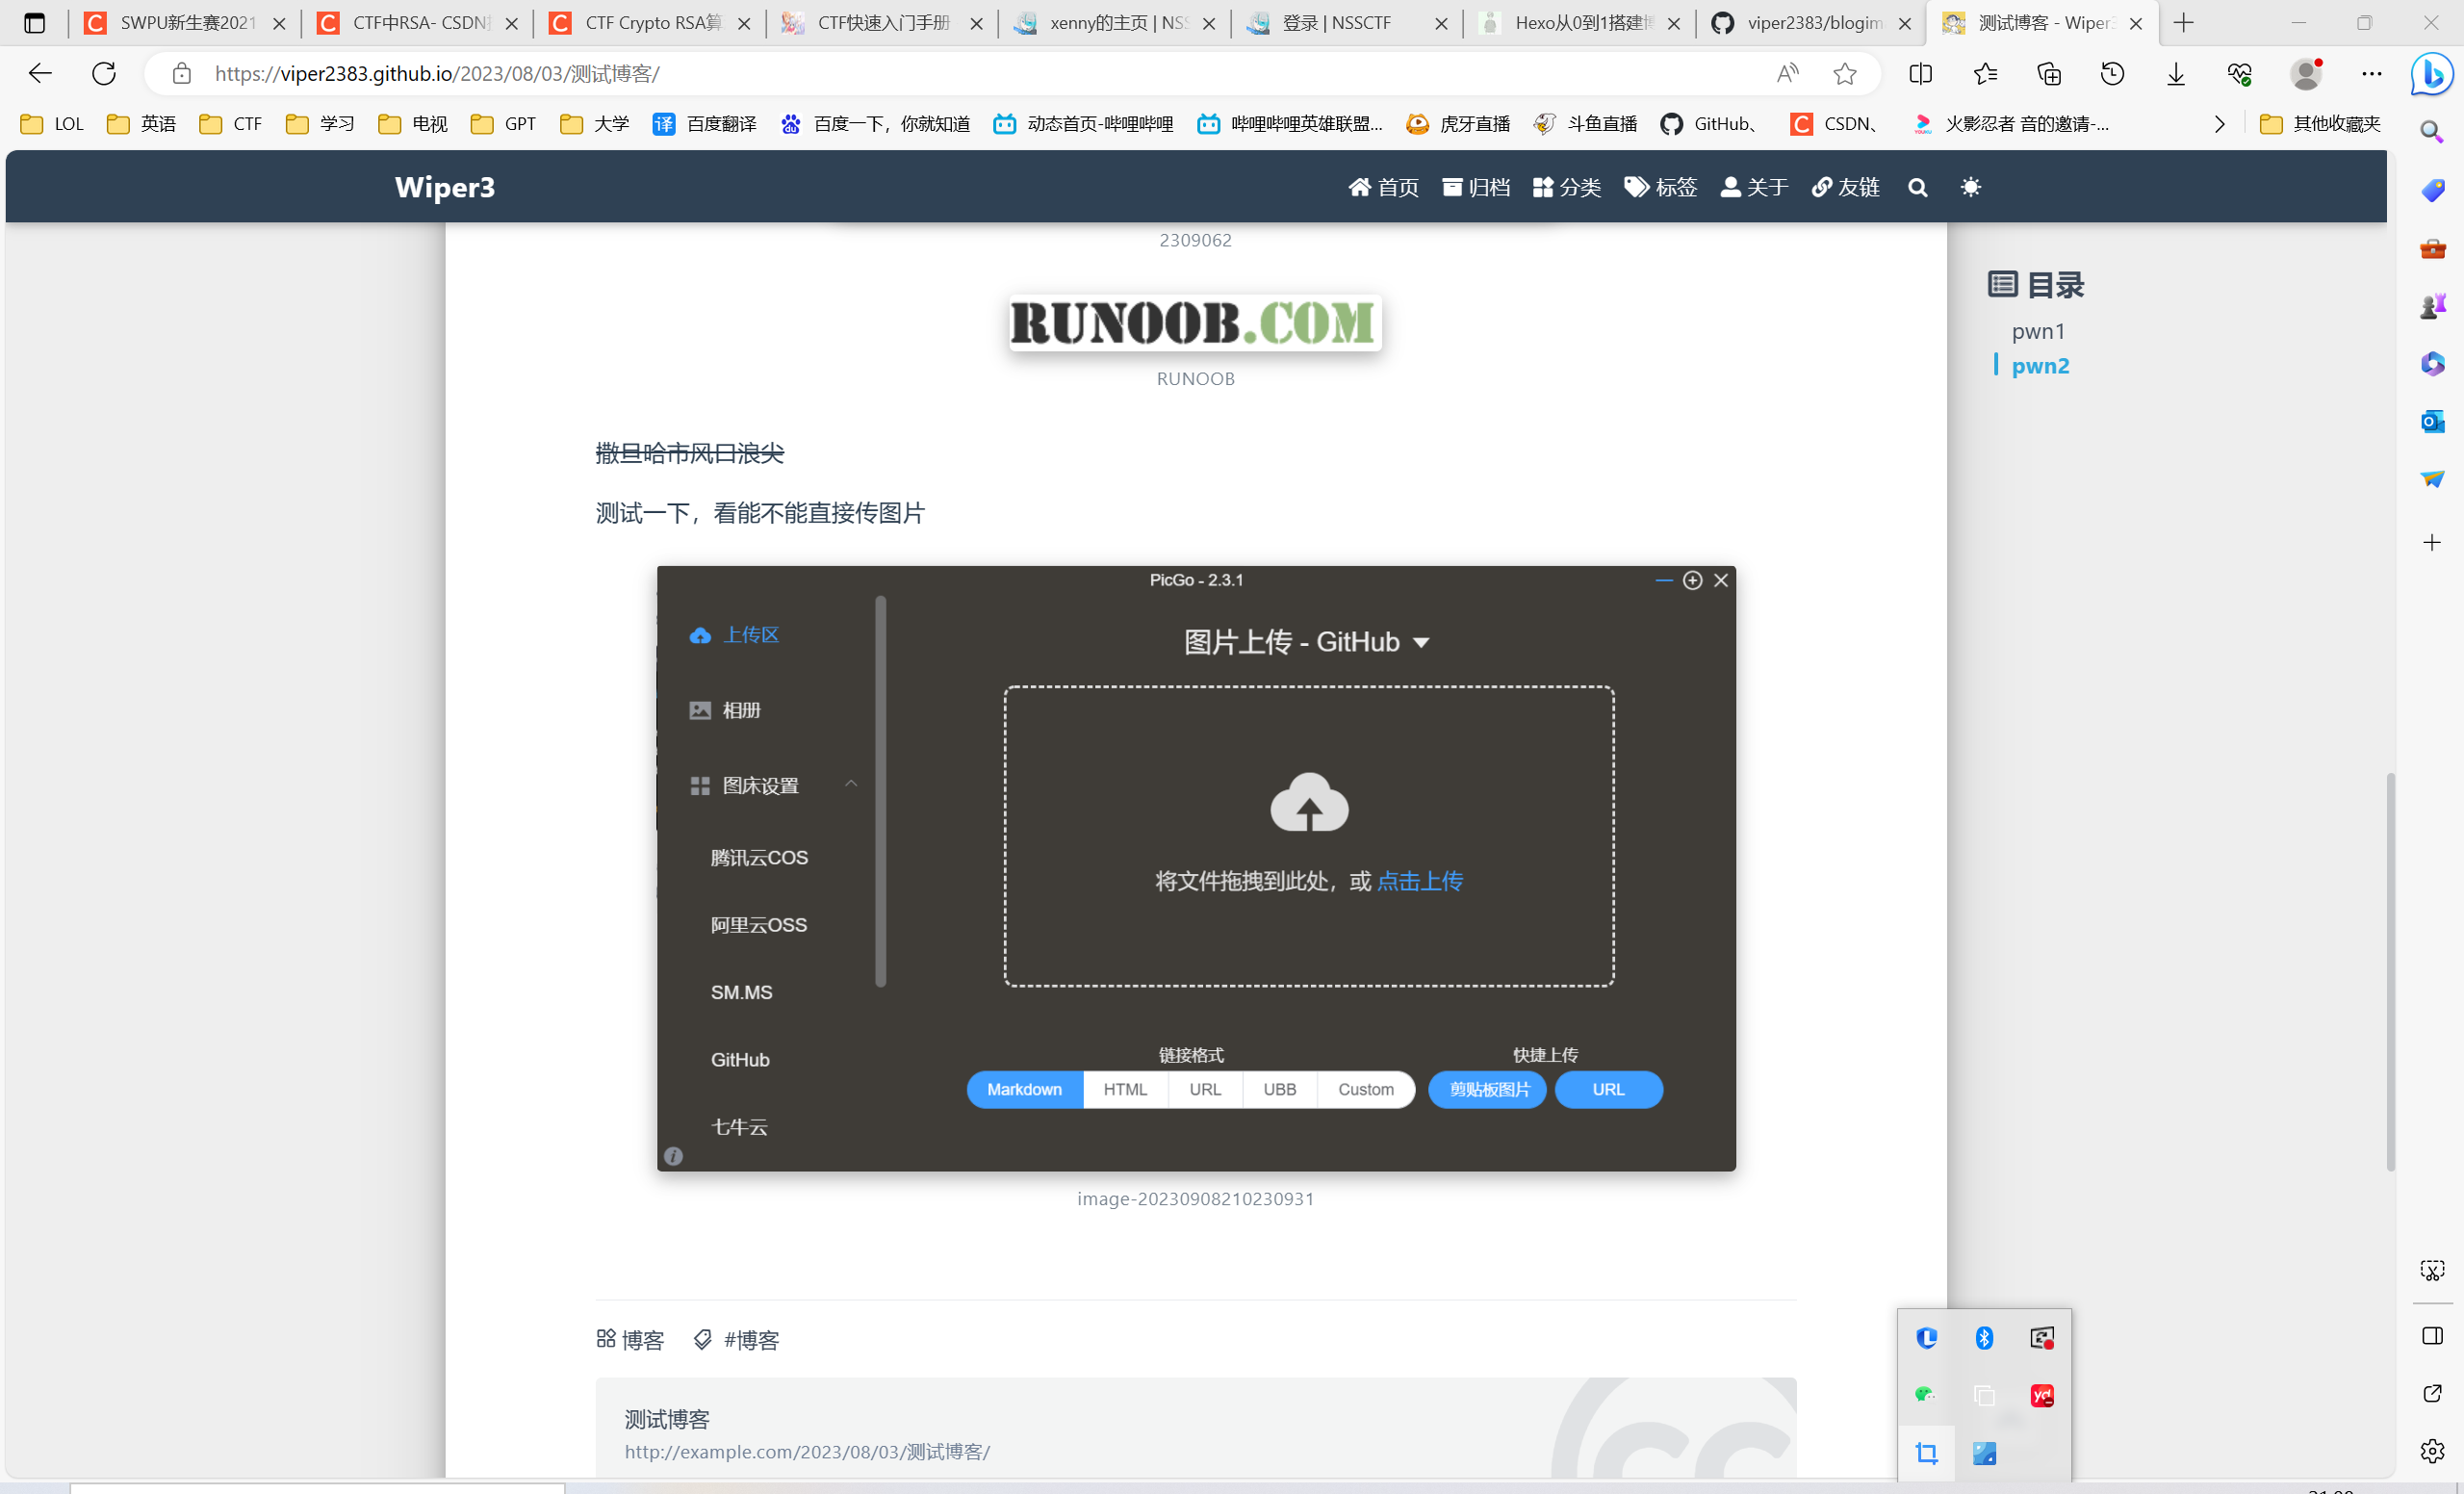 SWPU新生赛2021
CTF中RSA- CSDN
CTF Crypto RSA算
CTF快速入门手册
xenny的主页 | NSS
登录 | NSSCTF
Hexo从0到1搭建博
viper2383/blogim
测试博客 - Wiper3
https://viper2383.github.io/2023/08/03/测试博客/
LOL
英语
CTF
学习
电视
GPT
大学
译 百度翻译
百度一下，你就知道
动态首页-哔哩哔哩
哔哩哔哩英雄联盟...
虎牙直播
斗鱼直播
GitHub、
CSDN、
火影忍者 音的邀请-...
其他收藏夹
Wiper3
首页
归档
分类
标签
关于
友链
2309062
目录
pwn1
pwn2
RUNOOB.COM
RUNOOB
撒旦哈市风口浪尖
测试一下，看能不能直接传图片
PicGo - 2.3.1
上传区
图片上传 - GitHub
相册
图床设置
腾讯云COS
将文件拖拽到此处，或 点击上传
阿里云OSS
SM.MS
GitHub
链接格式
快捷上传
Markdown
HTML
URL
UBB
Custom
剪贴板图片
URL
七牛云
image-20230908210230931
博客
#博客
测试博客
http://example.com/2023/08/03/测试博客/